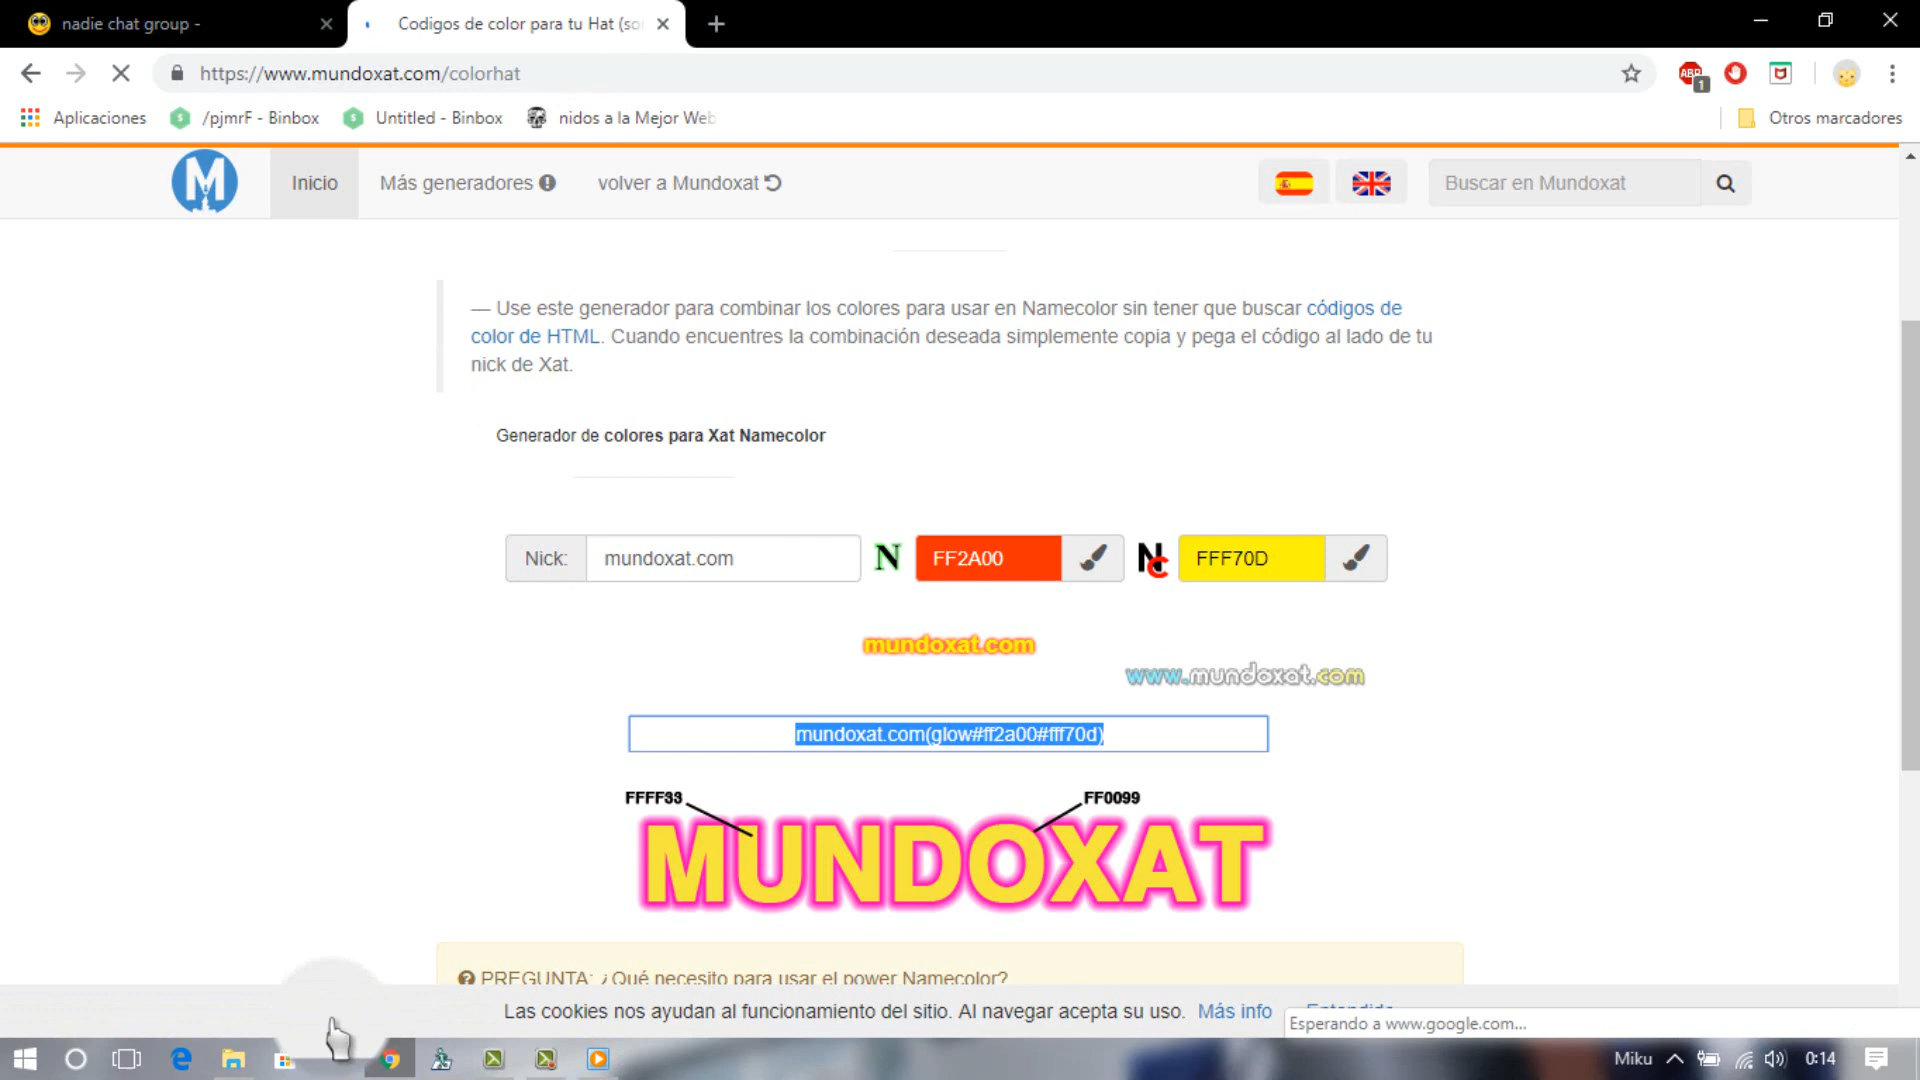 nadie chat group -
Codigos de color para tu Hat (so
https://www.mundoxat.com/colorhat
ABP
1
Aplicaciones
/pjmrF - Binbox
Untitled - Binbox
nidos a la Mejor Web
Otros marcadores
M
Inicio
Más generadores
volver a Mundoxat
Buscar en Mundoxat
— Use este generador para combinar los colores para usar en Namecolor sin tener que buscar códigos de
color de HTML. Cuando encuentres la combinación deseada simplemente copia y pega el código al lado de tu
nick de Xat.
Generador de colores para Xat Namecolor
Nick:
mundoxat.com
N
FF2A00
NC
FFF70D
mundoxat.com
www.mundoxat.com
mundoxat.com(glow#ff2a00#fff70d)
FFFF33
FF0099
MUNDOXAT
PREGUNTA: ¿Qué necesito para usar el power Namecolor?
Las cookies nos ayudan al funcionamiento del sitio. Al navegar acepta su uso. Más info Entendido
Esperando a www.google.com...
Miku
0:14